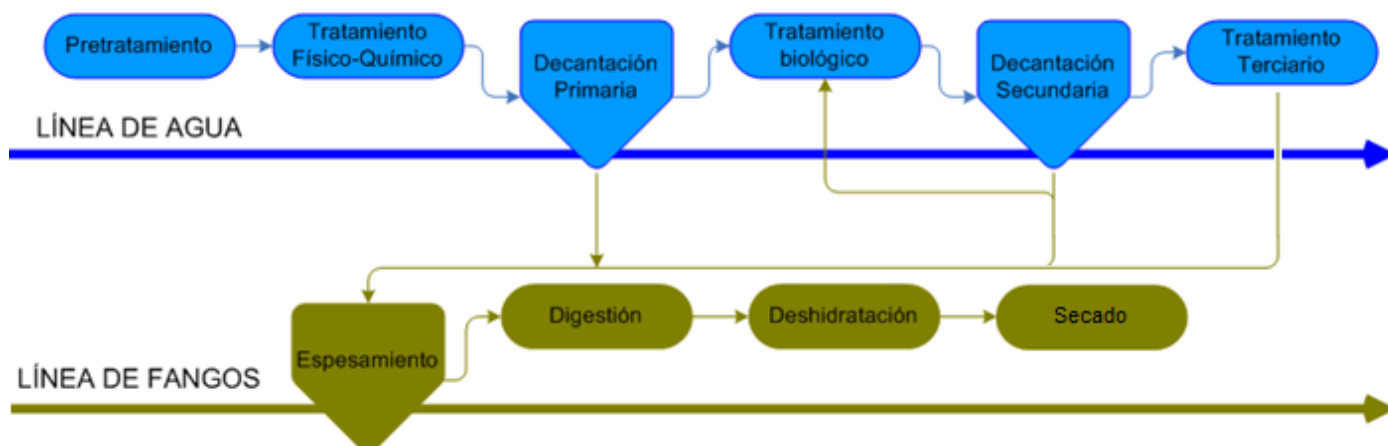 Pretratamiento
Tratamiento
Físico-Químico
Decantación
Primaria
Tratamiento
biológico
Decantación
Secundaria
Tratamiento
Terciario
LÍNEA DE AGUA
Espesamiento
Digestión
Deshidratación
Secado
LÍNEA DE FANGOS